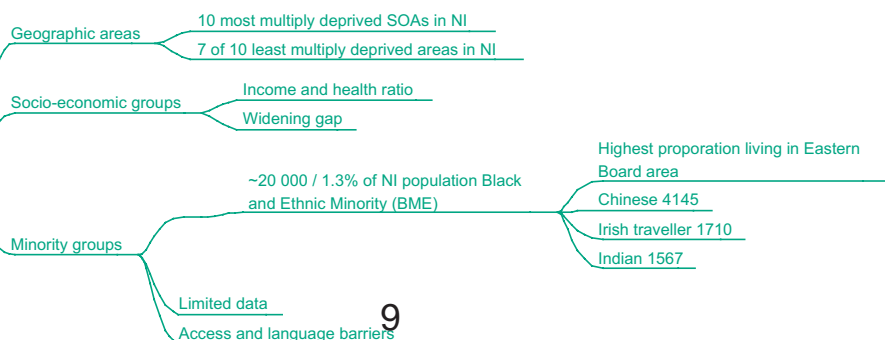 Geographic areas
10 most multiply deprived SOAs in NI
7 of 10 least multiply deprived areas in NI
Socio-economic groups
Income and health ratio
Widening gap
Minority groups
~20 000 / 1.3% of NI population Black
and Ethnic Minority (BME)
Highest proporation living in Eastern
Board area
Chinese 4145
Irish traveller 1710
Indian 1567
Limited data
Access and language barriers
9